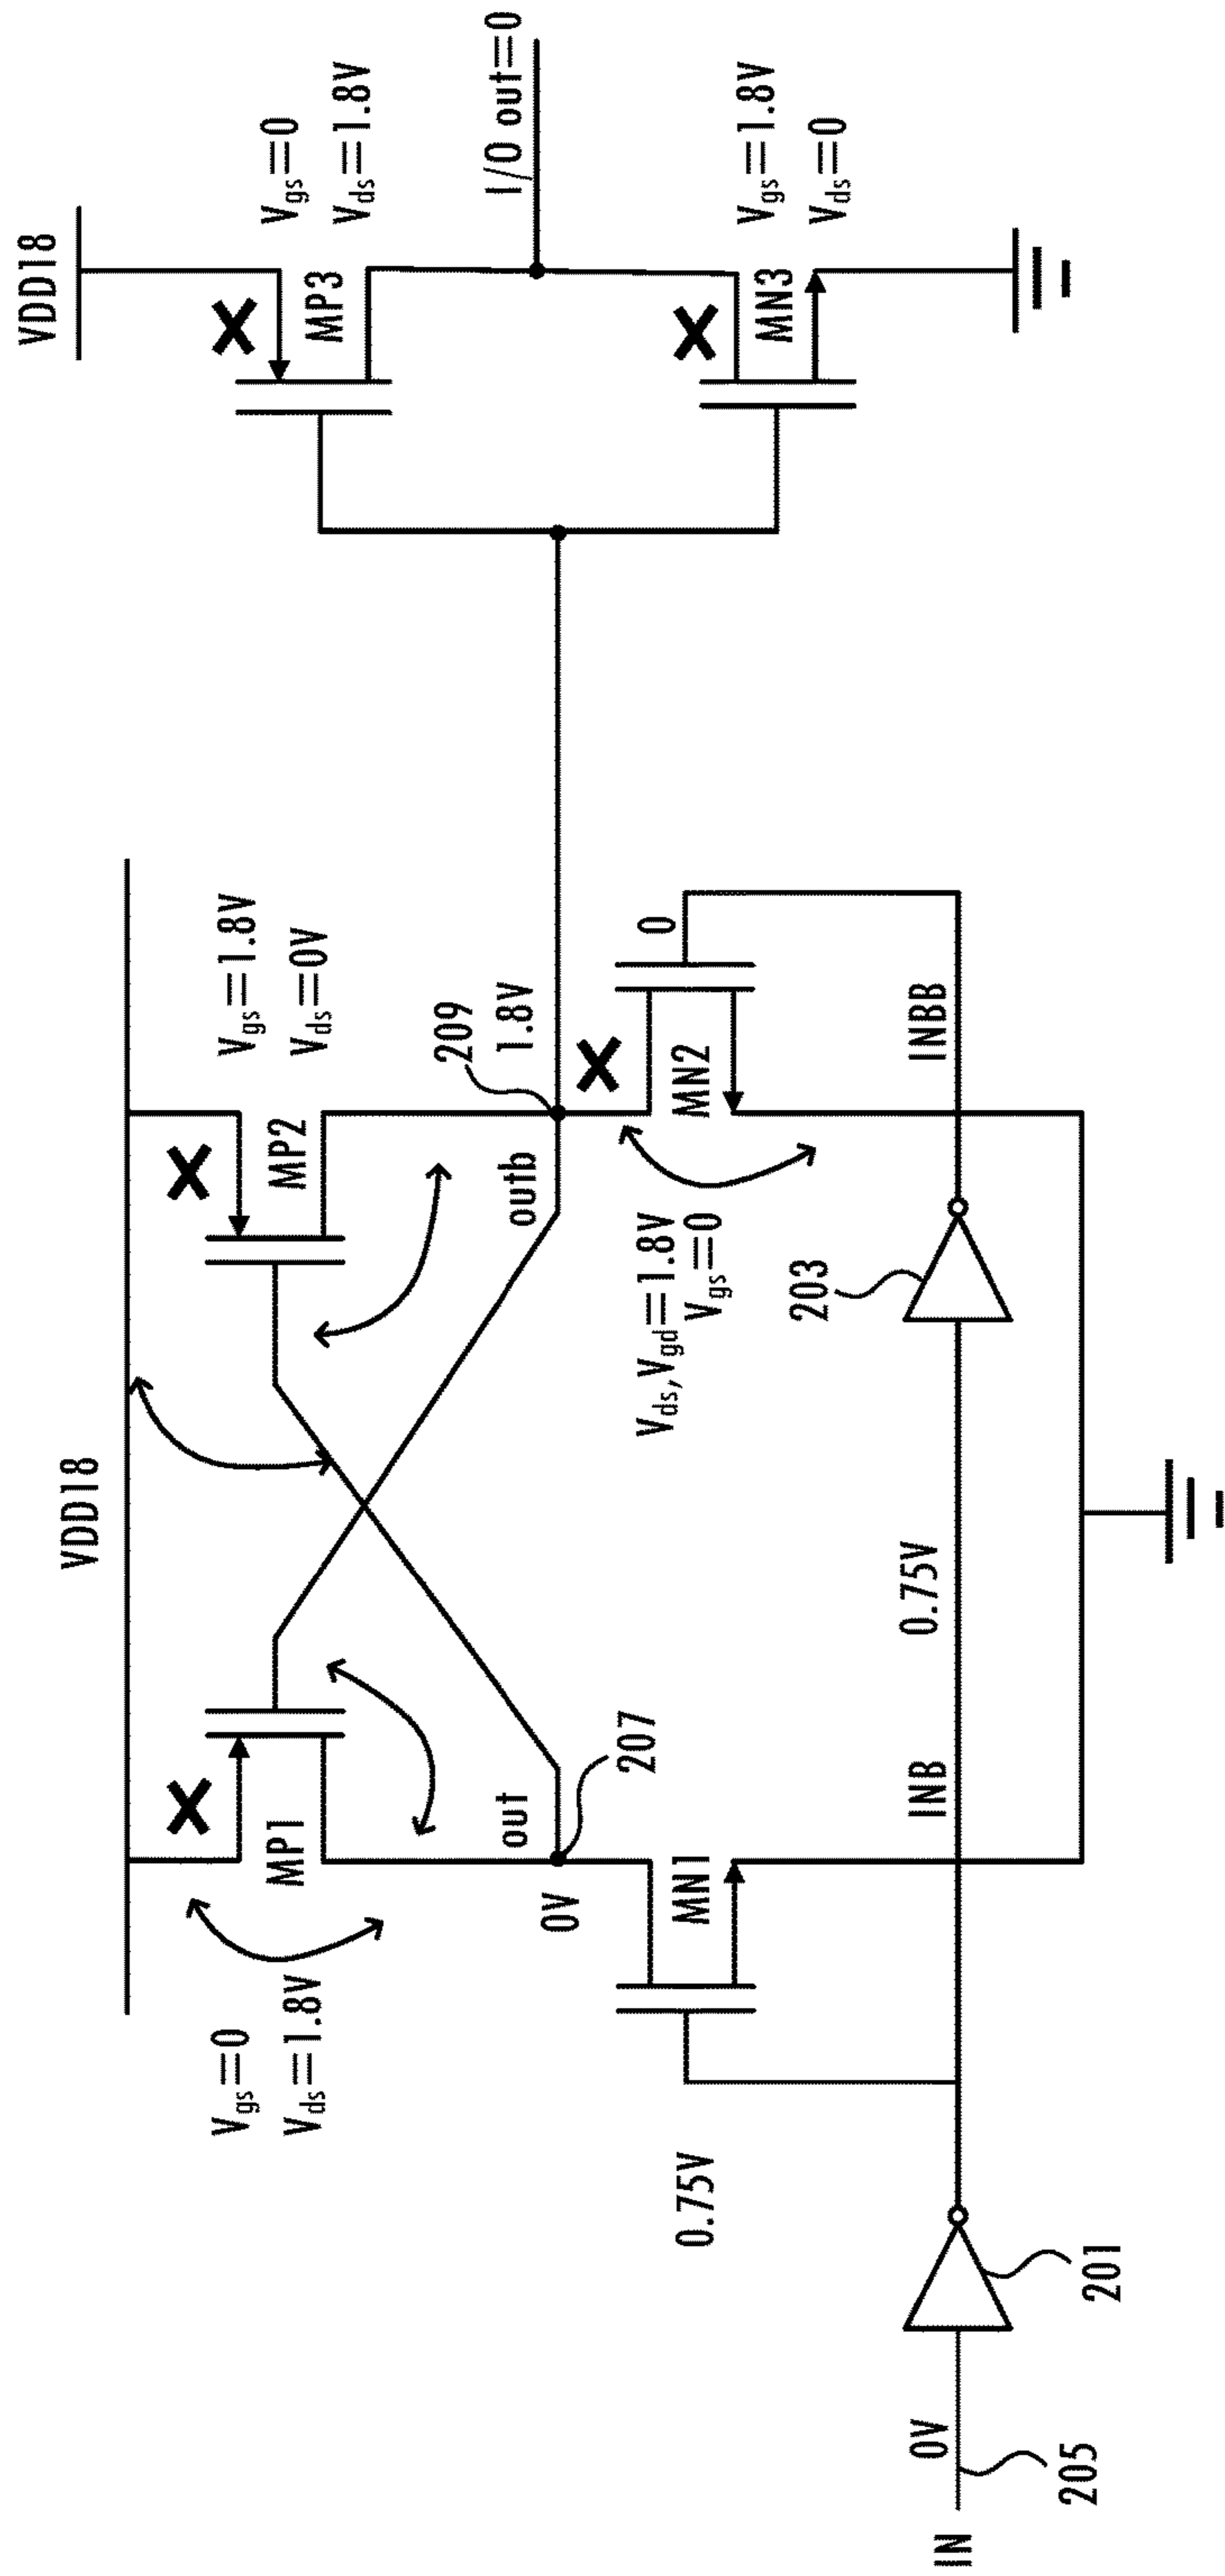 VDD18
VDD18
Vgs=0
Vds=1.8V
MP1
Vgs=1.8V
Vds=0V
MP2
Vgs=0
Vds=1.8V
MP3
I/O out=0
out
0V
207
outb
209
1.8V
Vds,Vgd=1.8V
Vgs=0
MN1
0.75V
MN2
0
MN3
Vgs=1.8V
Vds=0
IN
0V
205
201
INB
0.75V
203
INBB